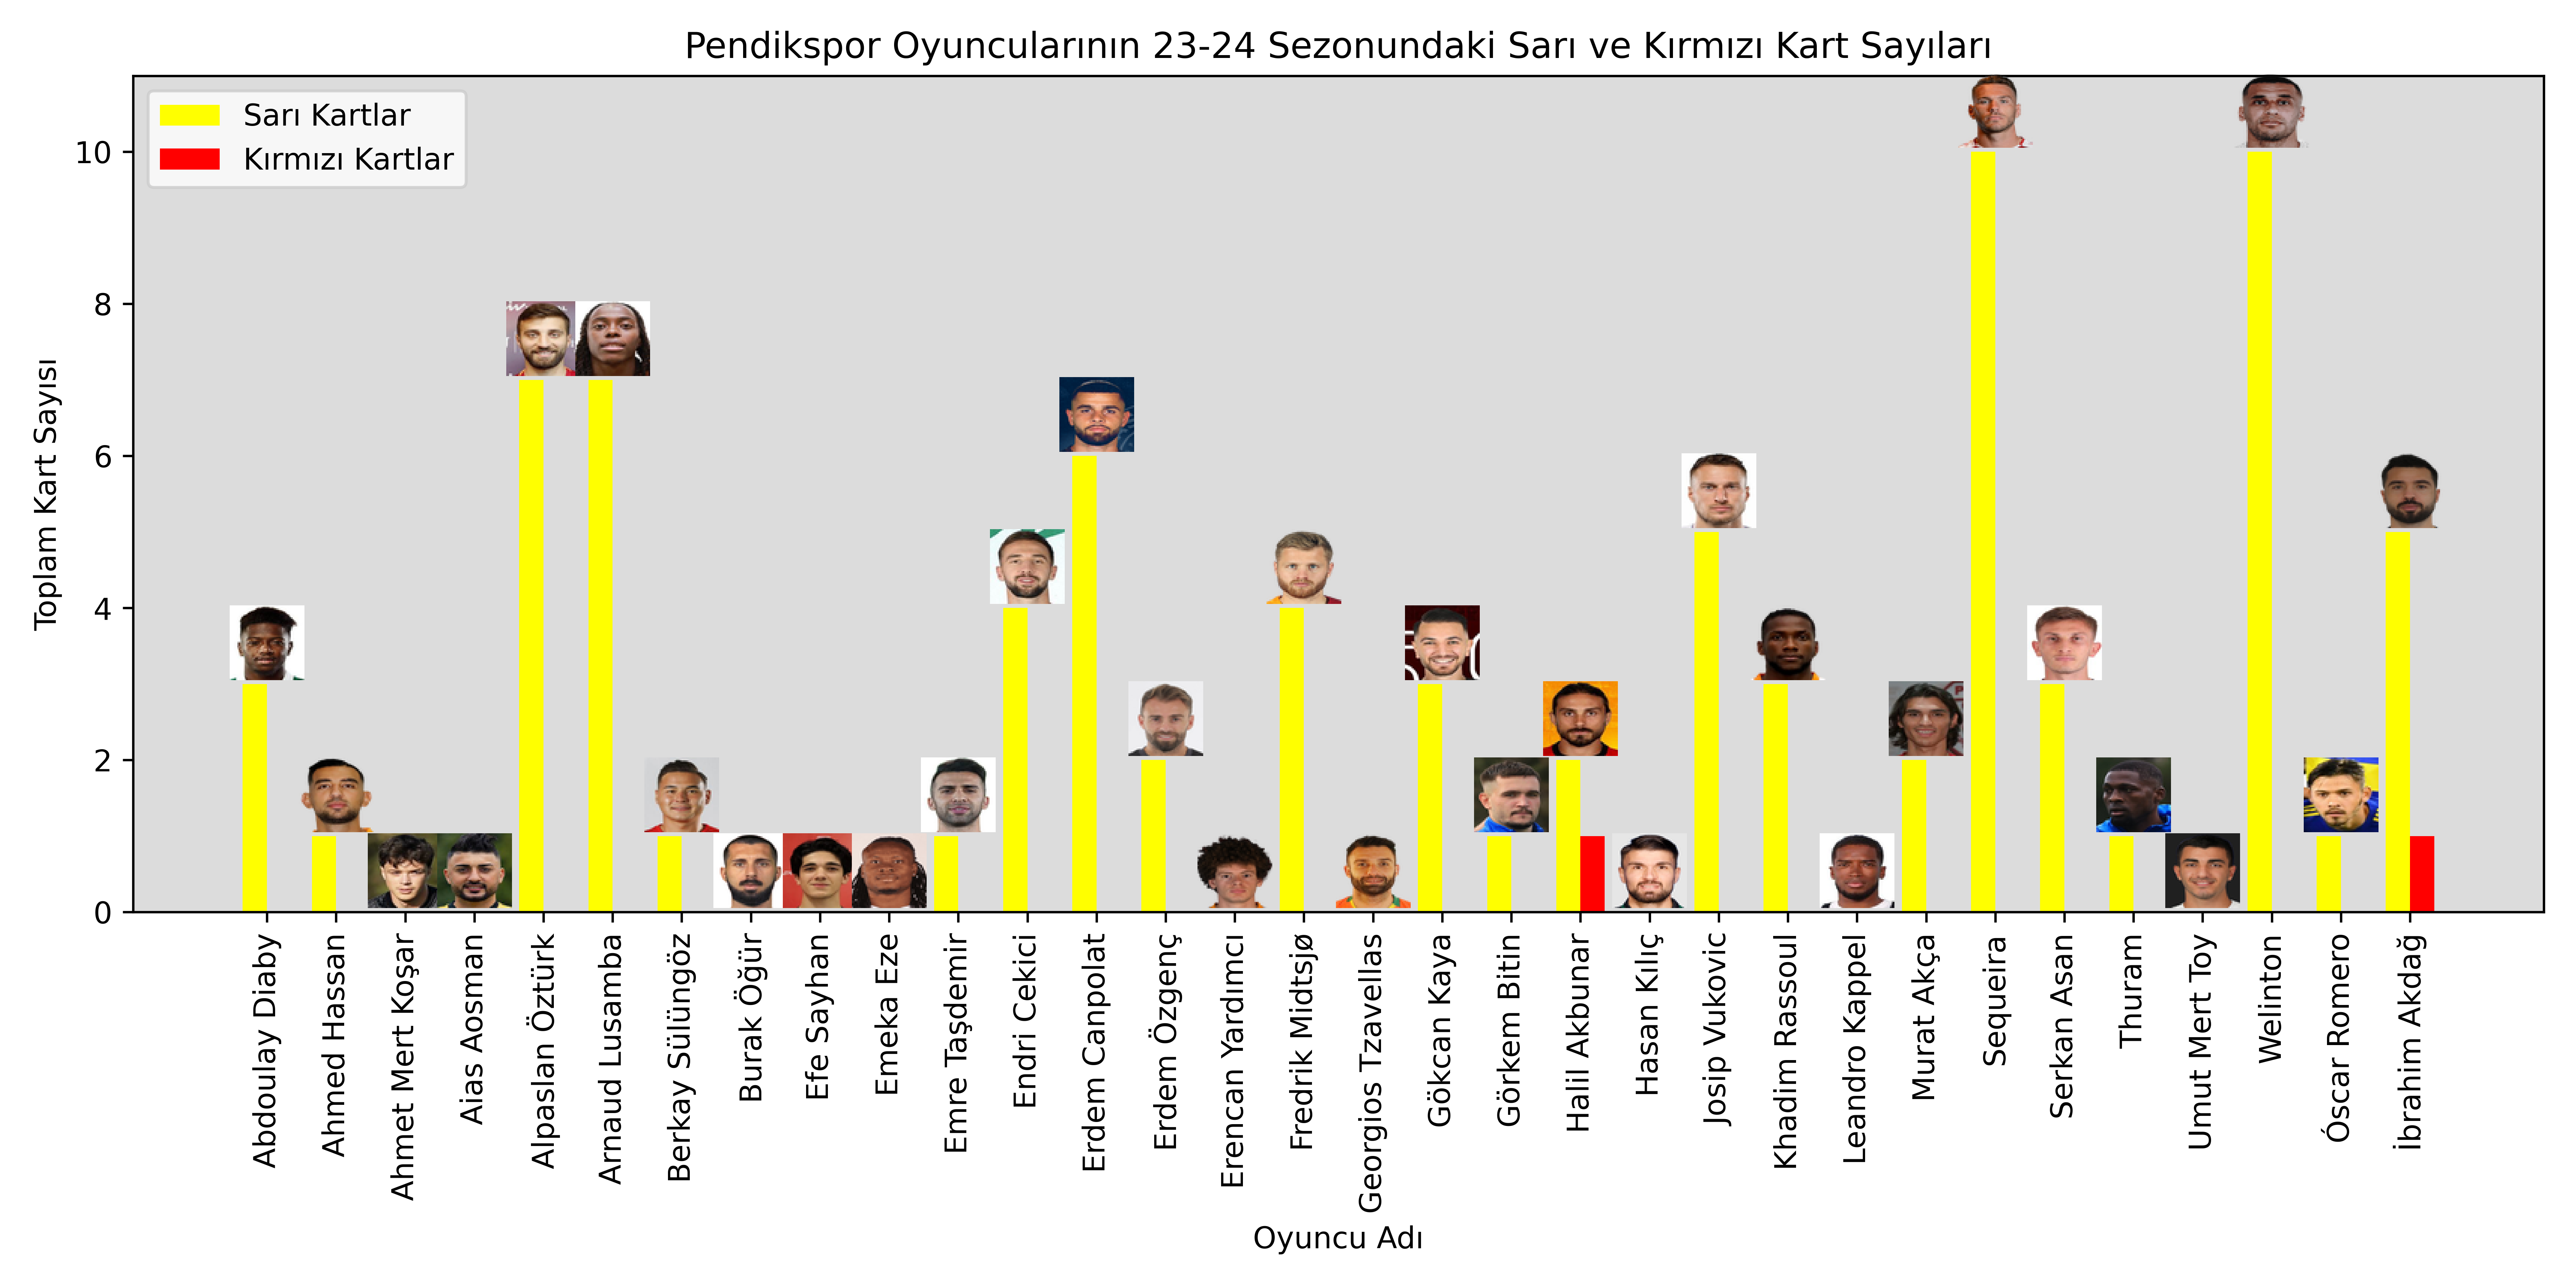 Pendikspor Oyuncularının 23-24 Sezonundaki Sarı ve Kırmızı Kart Sayıları
Sarı Kartlar
Kırmızı Kartlar
Toplam Kart Sayısı
10
8
6
4
2
0
Abdoulay Diaby
Ahmed Hassan
Ahmet Mert Koşar
Aias Aosman
Alpaslan Öztürk
Arnaud Lusamba
Berkay Sülüngöz
Burak Öğür
Efe Sayhan
Emeka Eze
Emre Taşdemir
Endri Cekici
Erdem Canpolat
Erdem Özgenç
Erencan Yardımcı
Fredrik Midtsjø
Georgios Tzavellas
Gökcan Kaya
Görkem Bitin
Halil Akbunar
Hasan Kılıç
Josip Vukovic
Khadim Rassoul
Leandro Kappel
Murat Akça
Sequeira
Serkan Asan
Thuram
Umut Mert Toy
Welinton
Óscar Romero
İbrahim Akdağ
Oyuncu Adı